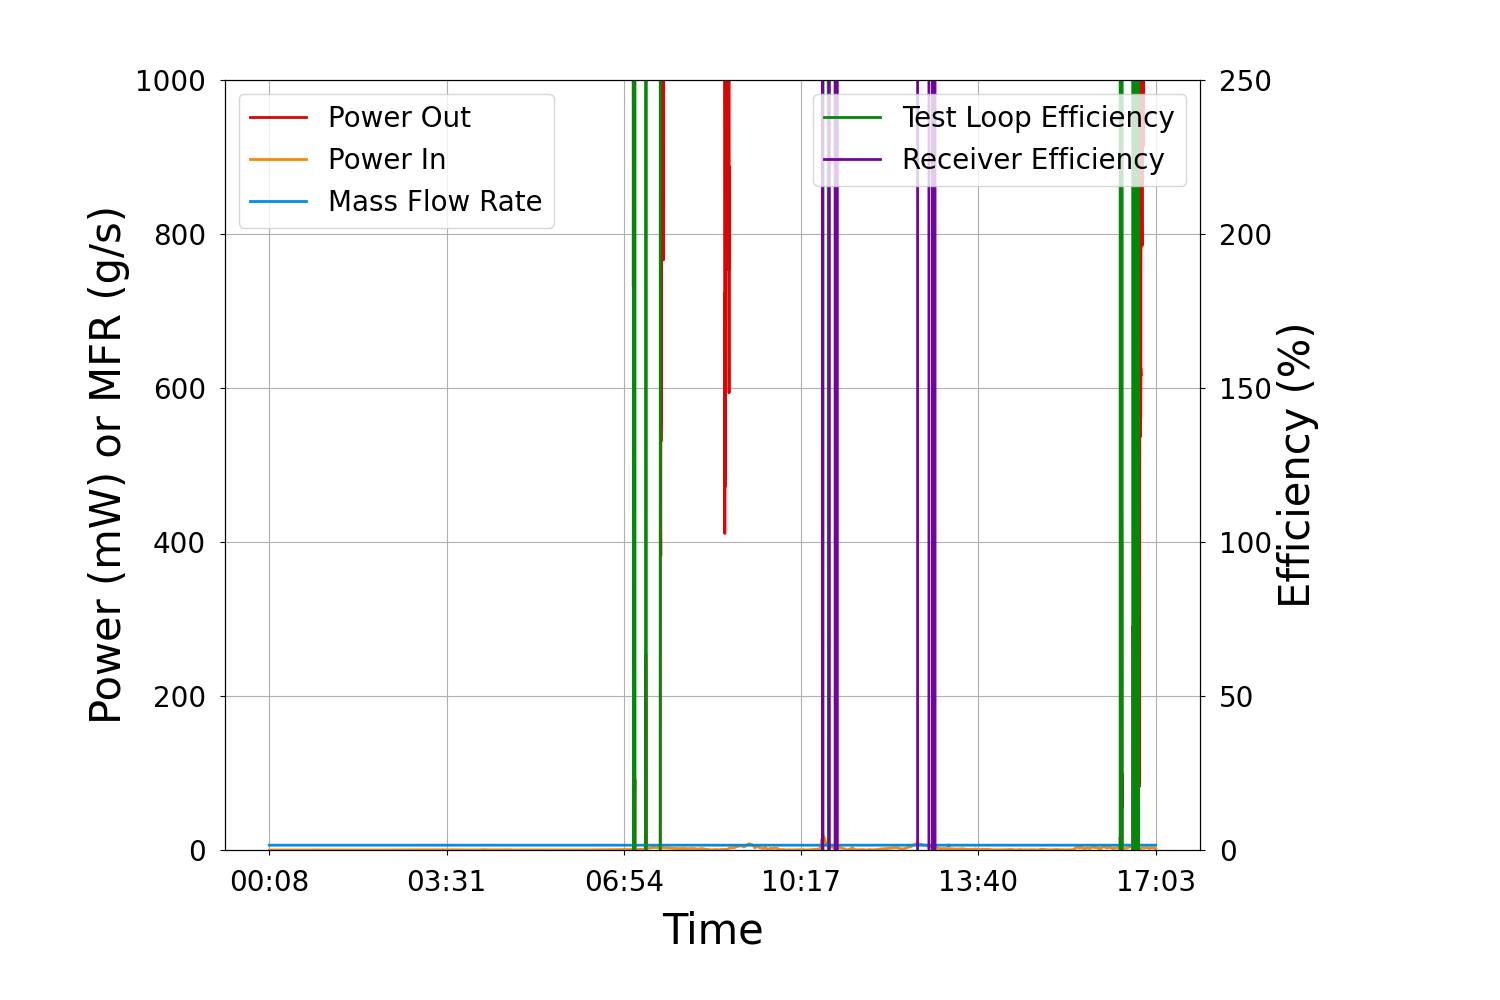 1000
800
600
400
200
0
Power (mW) or MFR (g/s)
Power Out
Power In
Mass Flow Rate
Test Loop Efficiency
Receiver Efficiency
250
200
150
100
50
0
Efficiency (%)
00:08 03:31 06:54 10:17 13:40 17:03
Time